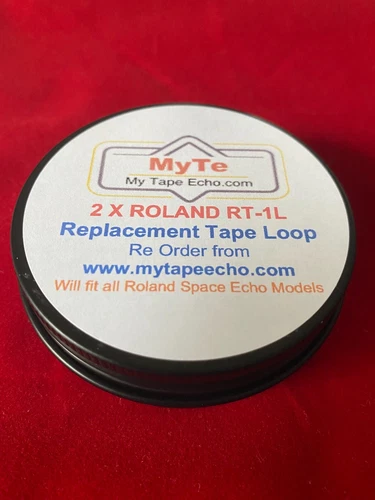 MyTe
My Tape Echo.com
2 X ROLAND RT-1L
Replacement Tape Loop
Re Order from
www.mytapeecho.com
Will fit all Roland Space Echo Models